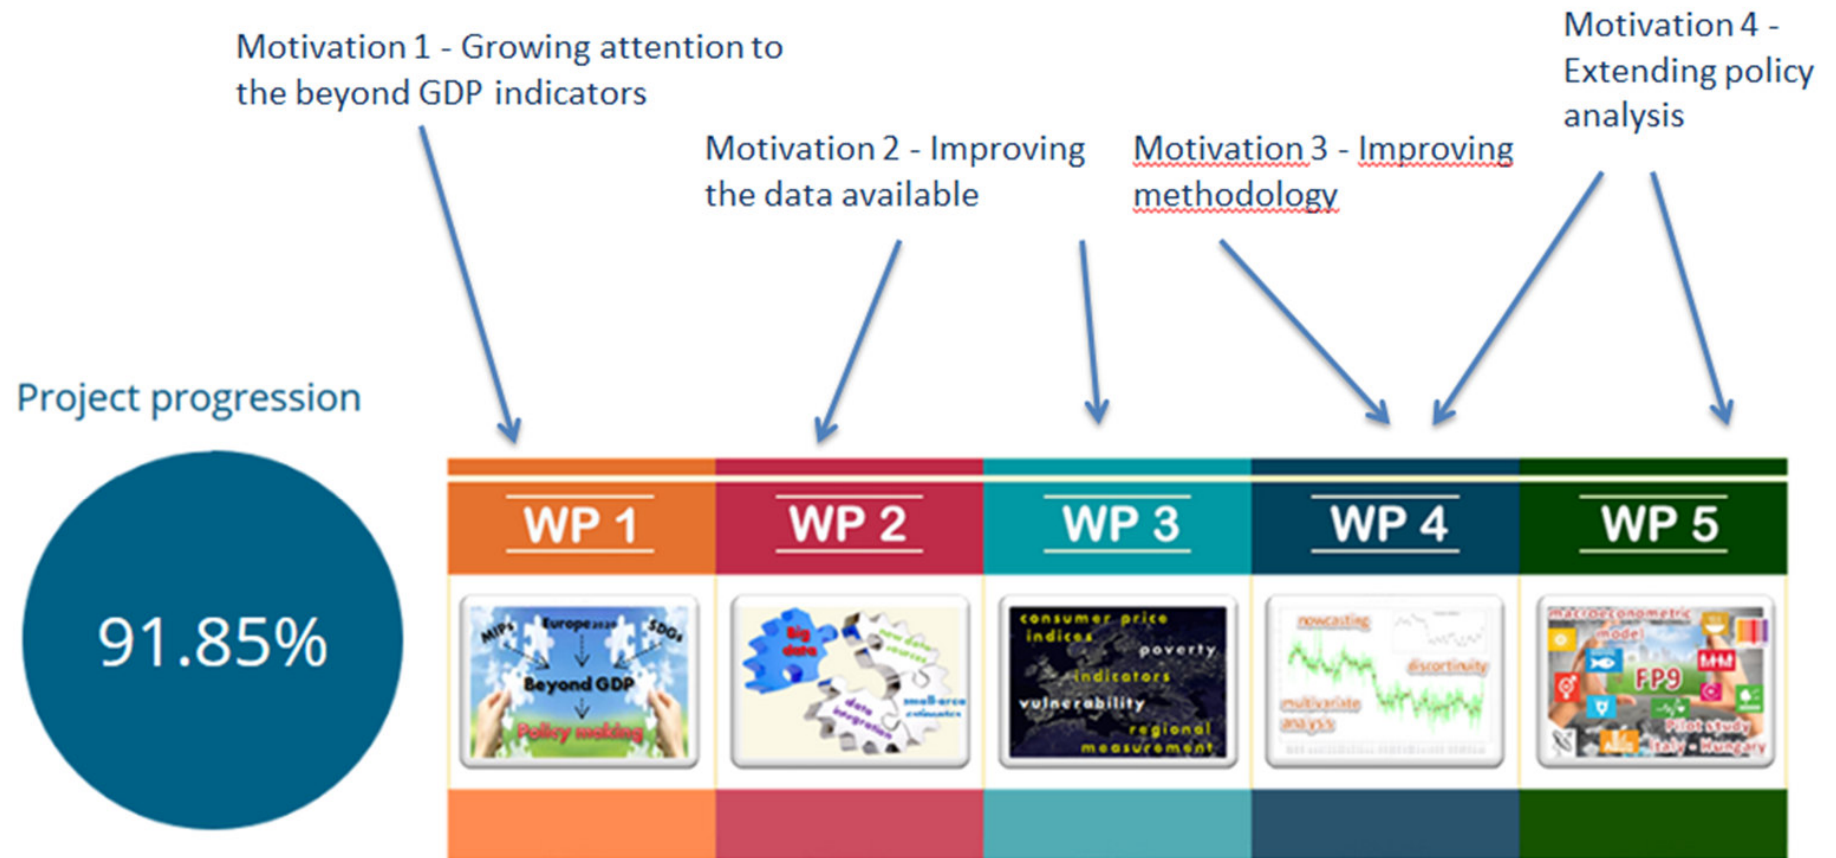 Motivation 1 - Growing attention to
the beyond GDP indicators
Motivation 2 - Improving
the data available
Motivation 3 - Improving
methodology
Motivation 4 -
Extending policy
analysis
Project progression
91.85%
WP 1
WP 2
WP 3
WP 4
WP 5
MIPs
Europe2020
SDGs
Beyond GDP
Policy making
Big
data
new data
sources
data
integration
small-area
estimates
consumer price
indices
poverty
indicators
vulnerability
regional
measurement
nowcasting
discortinuity
multivariate
analysis
macroeconometric
model
FP9
Pilot study
Italy - Hungary